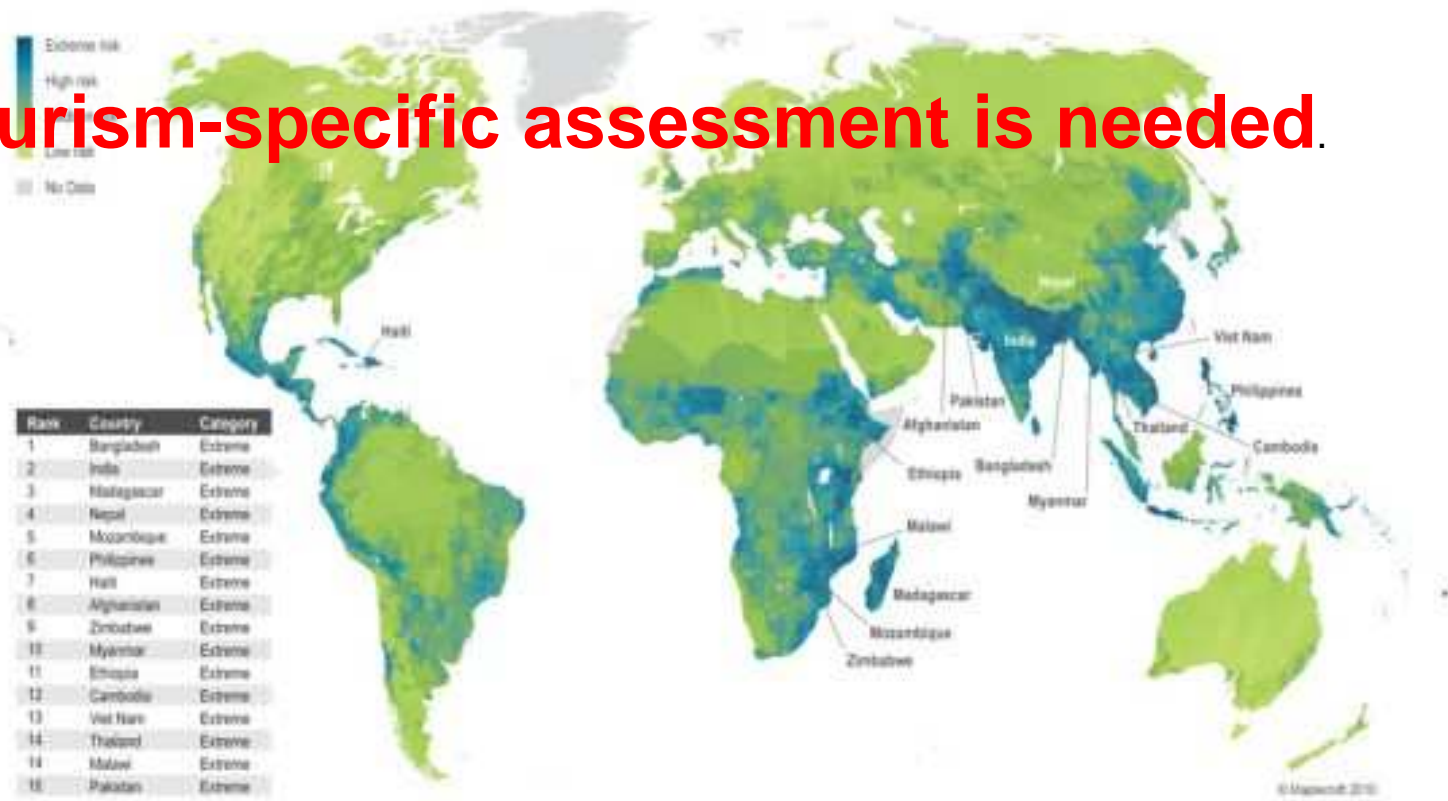 Extreme risk
High risk
urism-specific assessment is needed.
Low risk
No Data
Haiti
Nepal
India
Viet Nam
Philippines
Pakistan
Afghanistan
Thailand
Cambodia
Ethiopia
Bangladesh
Myanmar
Malawi
Madagascar
Mozambique
Zimbabwe
Rank Country Category
1 Bangladesh Extreme
2 India Extreme
3 Madagascar Extreme
4 Nepal Extreme
5 Mozambique Extreme
6 Philippines Extreme
7 Haiti Extreme
8 Afghanistan Extreme
9 Zimbabwe Extreme
10 Myanmar Extreme
11 Ethiopia Extreme
12 Cambodia Extreme
13 Viet Nam Extreme
14 Thailand Extreme
14 Malawi Extreme
16 Pakistan Extreme
© Maplecroft 2010